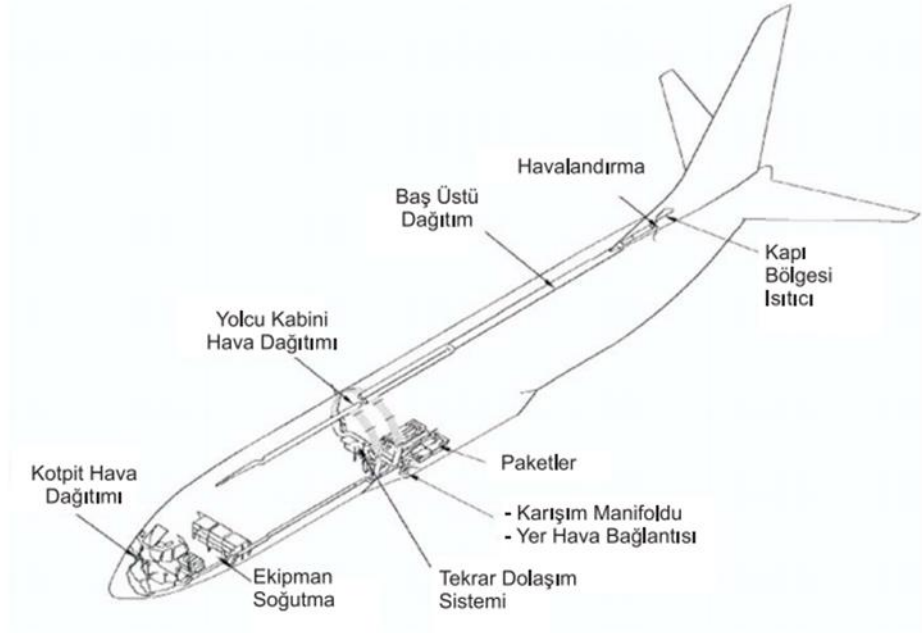 Havalandırma
Baş Üstü
Dağıtım
Kapı
Bölgesi
Isıtıcı
Yolcu Kabini
Hava Dağıtımı
Paketler
Kotpit Hava
Dağıtımı
- Karışım Manifoldu
- Yer Hava Bağlantısı
Ekipman
Soğutma
Tekrar Dolaşım
Sistemi